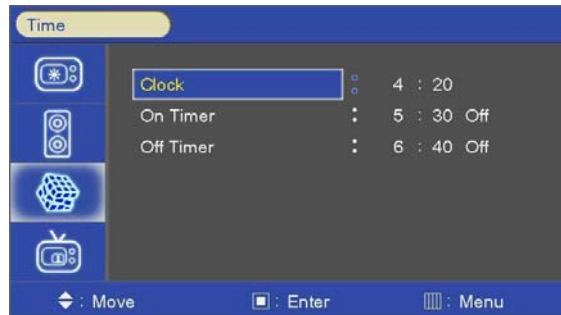 Time
Clock : 4 : 20
On Timer : 5 : 30 Off
Off Timer : 6 : 40 Off
: Move : Enter : Menu